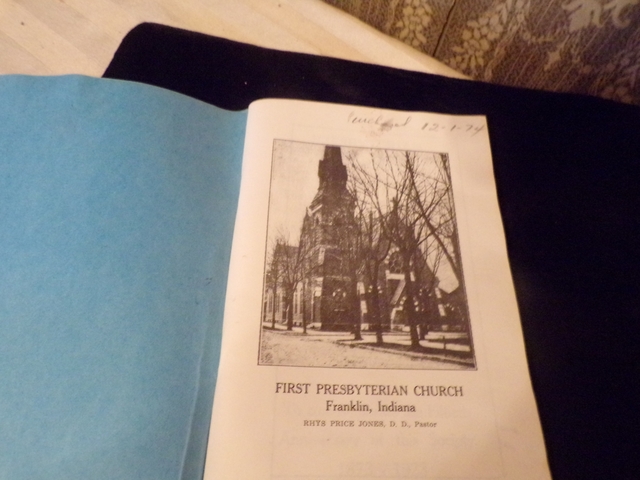 12-1-74
FIRST PRESBYTERIAN CHURCH
Franklin, Indiana
RHYS PRICE JONES, D. D., Pastor